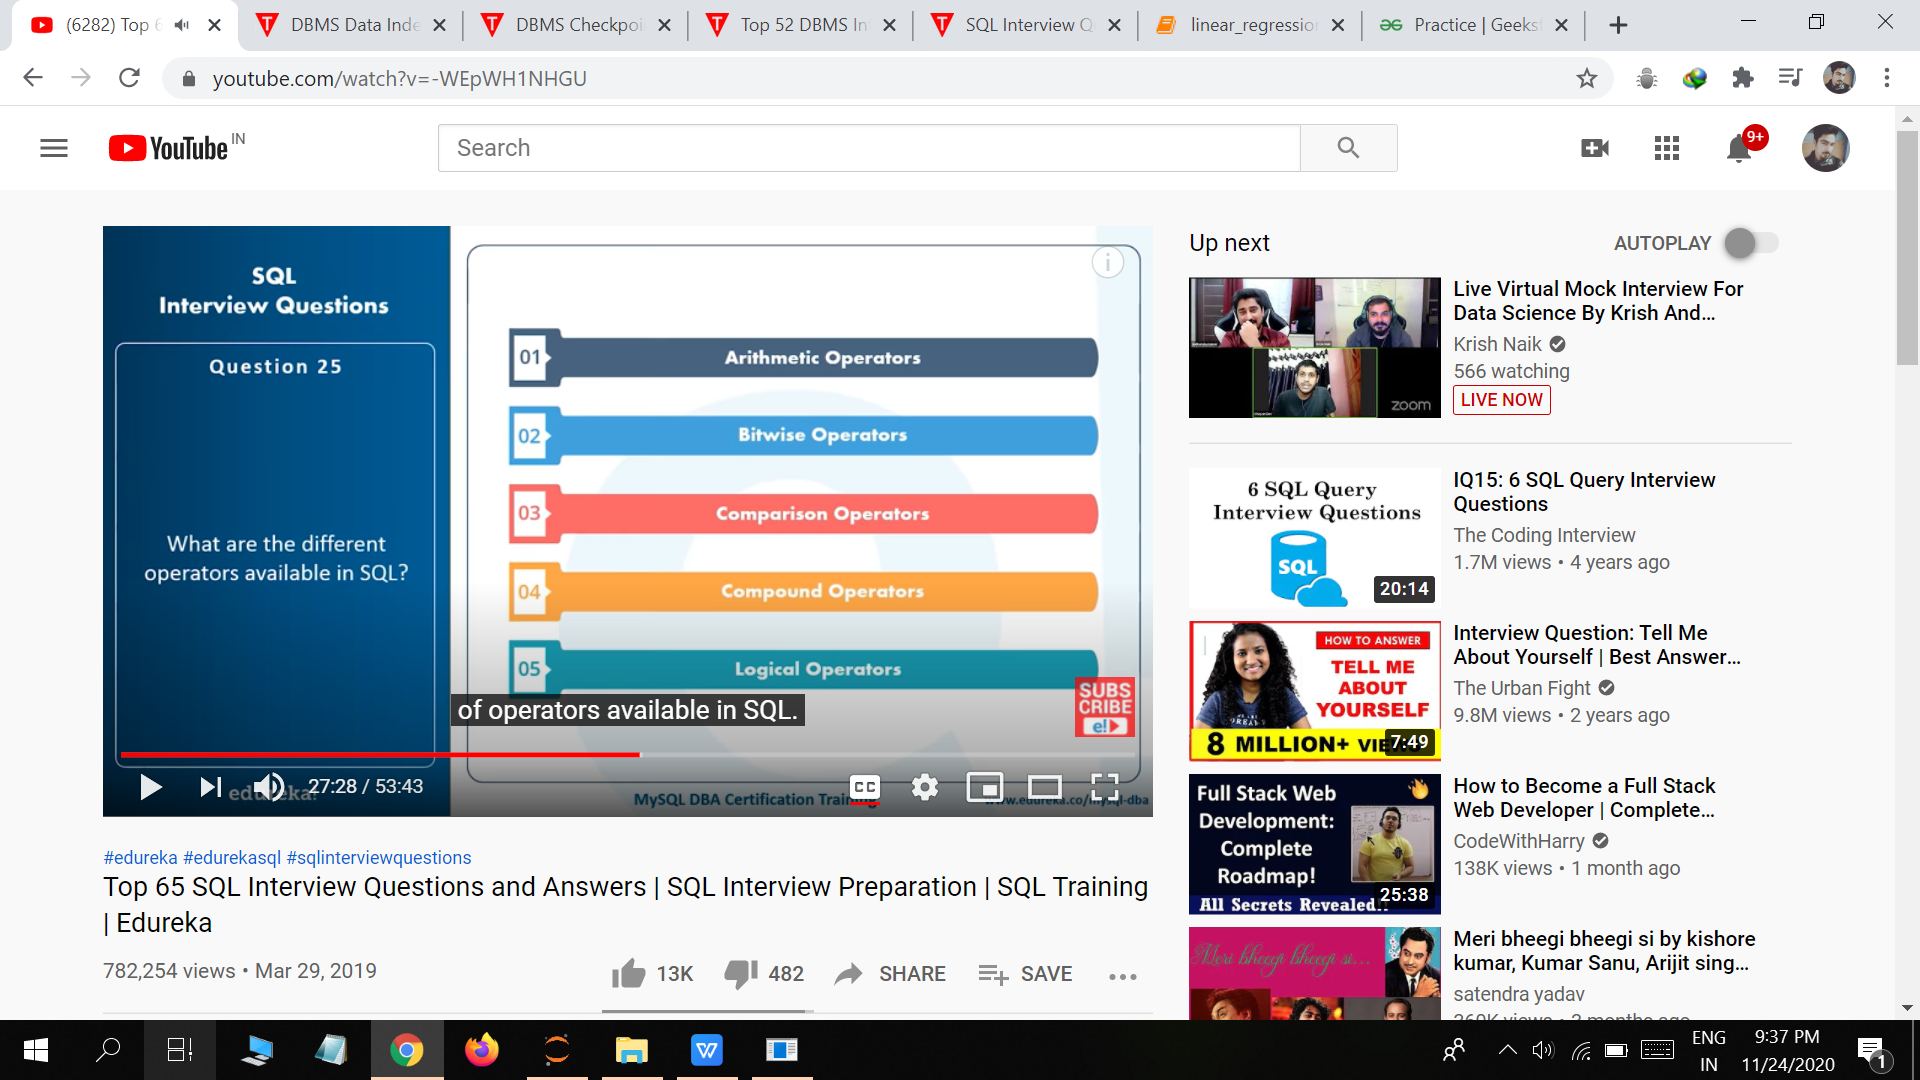 (6282) Top 6
DBMS Data Inde
DBMS Checkpoi
Top 52 DBMS In
SQL Interview Q
linear_regression
Practice | Geeksf
youtube.com/watch?v=-WEpWH1NHGU
YouTube IN
Search
9+
SQL
Interview Questions
Question 25
What are the different
operators available in SQL?
01 Arithmetic Operators
02 Bitwise Operators
03 Comparison Operators
04 Compound Operators
05 Logical Operators
of operators available in SQL.
SUBS
CRIBE
e!
27:28 / 53:43
edureka!
CC
MySQL DBA Certification Training
www.edureka.co/mysql-dba
#edureka #edurekasql #sqlinterviewquestions
Top 65 SQL Interview Questions and Answers | SQL Interview Preparation | SQL Training
| Edureka
782,254 views • Mar 29, 2019
13K
482
SHARE
SAVE
Up next
AUTOPLAY
zoom
Live Virtual Mock Interview For
Data Science By Krish And...
Krish Naik
566 watching
LIVE NOW
6 SQL Query
Interview Questions
SQL
20:14
IQ15: 6 SQL Query Interview
Questions
The Coding Interview
1.7M views • 4 years ago
HOW TO ANSWER
TELL ME
ABOUT
YOURSELF
8 MILLION+ VIE
7:49
Interview Question: Tell Me
About Yourself | Best Answer...
The Urban Fight
9.8M views • 2 years ago
Full Stack Web
Development:
Complete
Roadmap!
All Secrets Revealed!!
25:38
How to Become a Full Stack
Web Developer | Complete...
CodeWithHarry
138K views • 1 month ago
Meri bheegi bheegi si...
Meri bheegi bheegi si by kishore
kumar, Kumar Sanu, Arijit sing...
satendra yadav
W
ENG
IN
9:37 PM
11/24/2020
1